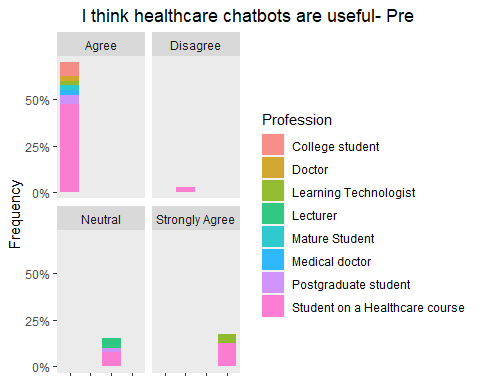 I think healthcare chatbots are useful- Pre
Agree
Disagree
50%
25%
0%
Neutral
Strongly Agree
50%
25%
0%
Frequency
Profession
College student
Doctor
Learning Technologist
Lecturer
Mature Student
Medical doctor
Postgraduate student
Student on a Healthcare course